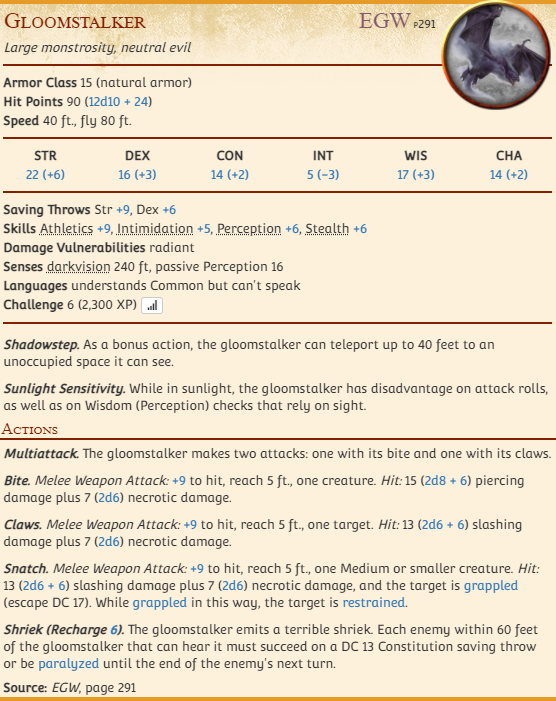 Gloomstalker EGW P291
Large monstrosity, neutral evil
Armor Class 15 (natural armor)
Hit Points 90 (12d10 + 24)
Speed 40 ft., fly 80 ft.
STR DEX CON INT WIS CHA
22 (+6) 16 (+3) 14 (+2) 5 (−3) 17 (+3) 14 (+2)
Saving Throws Str +9, Dex +6
Skills Athletics +9, Intimidation +5, Perception +6, Stealth +6
Damage Vulnerabilities radiant
Senses darkvision 240 ft, passive Perception 16
Languages understands Common but can't speak
Challenge 6 (2,300 XP)
Shadowstep. As a bonus action, the gloomstalker can teleport up to 40 feet to an
unoccupied space it can see.
Sunlight Sensitivity. While in sunlight, the gloomstalker has disadvantage on attack rolls,
as well as on Wisdom (Perception) checks that rely on sight.
Actions
Multiattack. The gloomstalker makes two attacks: one with its bite and one with its claws.
Bite. Melee Weapon Attack: +9 to hit, reach 5 ft., one creature. Hit: 15 (2d8 + 6) piercing
damage plus 7 (2d6) necrotic damage.
Claws. Melee Weapon Attack: +9 to hit, reach 5 ft., one target. Hit: 13 (2d6 + 6) slashing
damage plus 7 (2d6) necrotic damage.
Snatch. Melee Weapon Attack: +9 to hit, reach 5 ft., one Medium or smaller creature. Hit:
13 (2d6 + 6) slashing damage plus 7 (2d6) necrotic damage, and the target is grappled
(escape DC 17). While grappled in this way, the target is restrained.
Shriek (Recharge 6). The gloomstalker emits a terrible shriek. Each enemy within 60 feet
of the gloomstalker that can hear it must succeed on a DC 13 Constitution saving throw
or be paralyzed until the end of the enemy's next turn.
Source: EGW, page 291